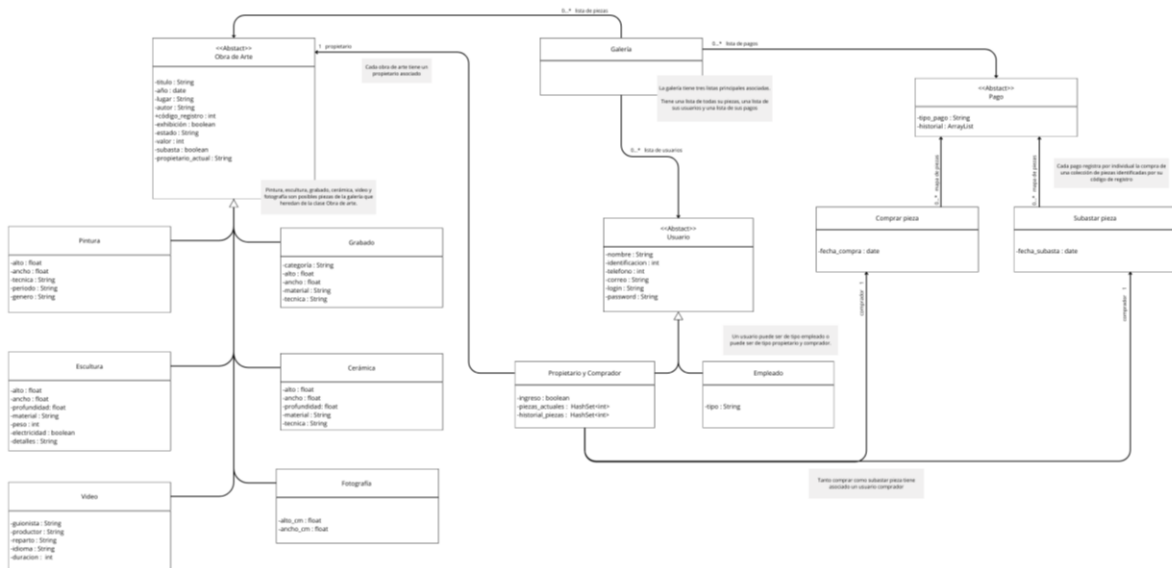 0...*   lista de piezas
<<Abstact>>
Obra de Arte
-titulo : String
-año : date
-lugar : String
-autor : String
+código_registro : int
-exhibición : boolean
-estado : String
-valor : int
-subasta : boolean
-propietario_actual : String
1   propietario
Cada obra de arte tiene un
propietario asociado
Galería
0...*   lista de pagos
La galería tiene tres listas principales asociadas.
Tiene una lista de todas su piezas, una lista de
sus usuarios y una lista de sus pagos
<<Abstact>>
Pago
-tipo_pago : String
-historial : ArrayList
0...*   lista de usuarios
0...*   mapa de piezas
0...*   mapa de piezas
Cada pago registra por individual la compra de
una colección de piezas identificadas por su
código de registro
Pintura, escultura, grabado, cerámica, video y
fotografía son posibles piezas de la galería que
heredan de la clase Obra de arte.
Pintura
-alto : float
-ancho : float
-tecnica : String
-periodo : String
-genero : String
Grabado
-categoría : String
-alto : float
-ancho : float
-material : String
-tecnica : String
<<Abstact>>
Usuario
-nombre : String
-identificacion : int
-telefono : int
-correo : String
-login : String
-password : String
Comprar pieza
-fecha_compra : date
Subastar pieza
-fecha_subasta : date
comprador   1
comprador   1
Un usuario puede ser de tipo empleado o
puede ser de tipo propietario y comprador.
Escultura
-alto : float
-ancho : float
-profundidad: float
-material : String
-peso : int
-electricidad : boolean
-detalles : String
Cerámica
-alto : float
-ancho : float
-profundidad: float
-material : String
-tecnica : String
Propietario y Comprador
-ingreso : boolean
-piezas_actuales :  HashSet<int>
-historial_piezas :  HashSet<int>
Empleado
-tipo : String
Tanto comprar como subastar pieza tiene
asociado un usuario comprador
Video
-guionista : String
-productor : String
-reparto : String
-idioma : String
-duracion :  int
Fotografía
-alto_cm : float
-ancho_cm : float